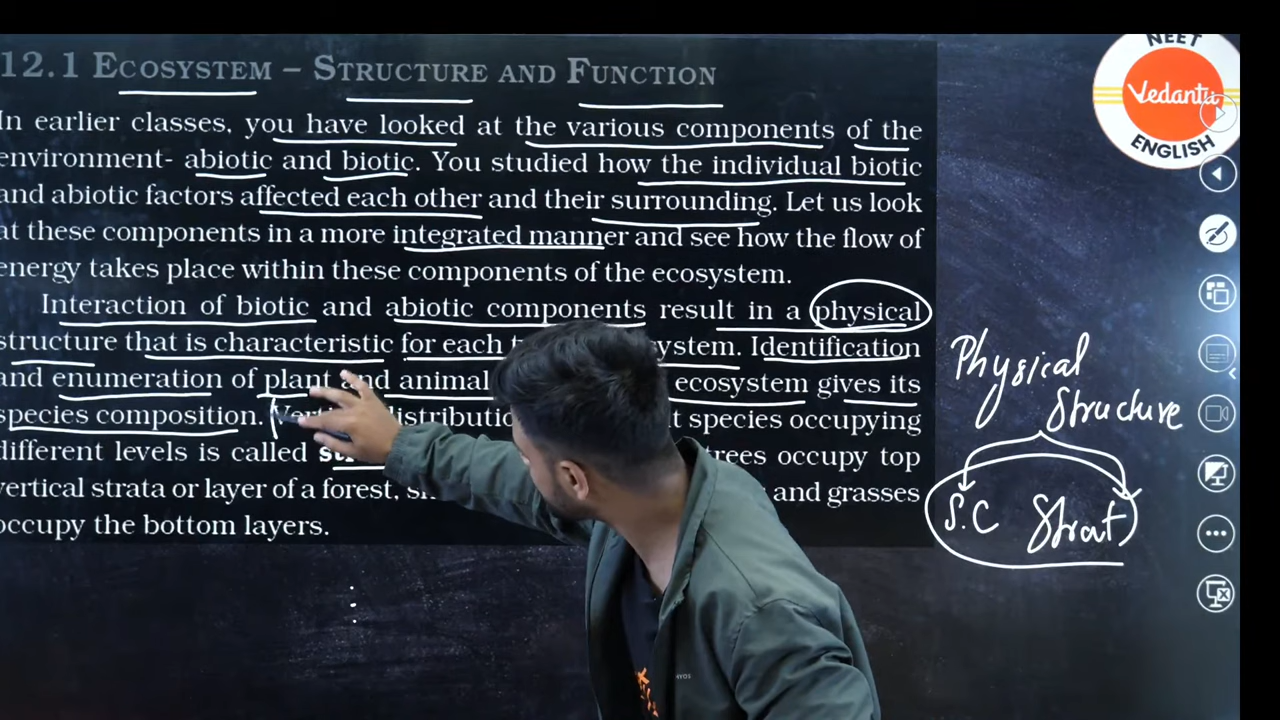 12.1 ECOSYSTEM – STRUCTURE AND FUNCTION
In earlier classes, you have looked at the various components of the
environment- abiotic and biotic. You studied how the individual biotic
and abiotic factors affected each other and their surrounding. Let us look
at these components in a more integrated manner and see how the flow of
energy takes place within these components of the ecosystem.
Interaction of biotic and abiotic components result in a physical
structure that is characteristic for each system. Identification
and enumeration of plant and animal ecosystem gives its
species composition. species occupying
different levels is called trees occupy top
vertical strata or layer of a forest, and grasses
occupy the bottom layers.
Physical
Structure
S.C Strat
NEET
Vedantu
ENGLISH